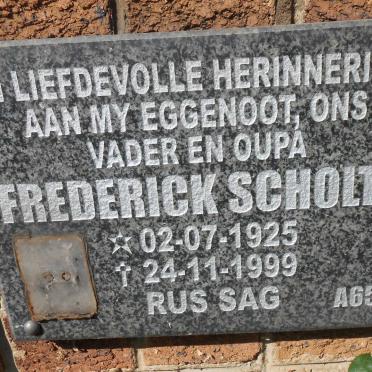 LIEFDEVOLLE HERINNERI
AAN MY EGGENOOT, ONS
VADER EN OUPA
FREDERICK SCHOLT
02-07-1925
24-11-1999
RUS SAG A65